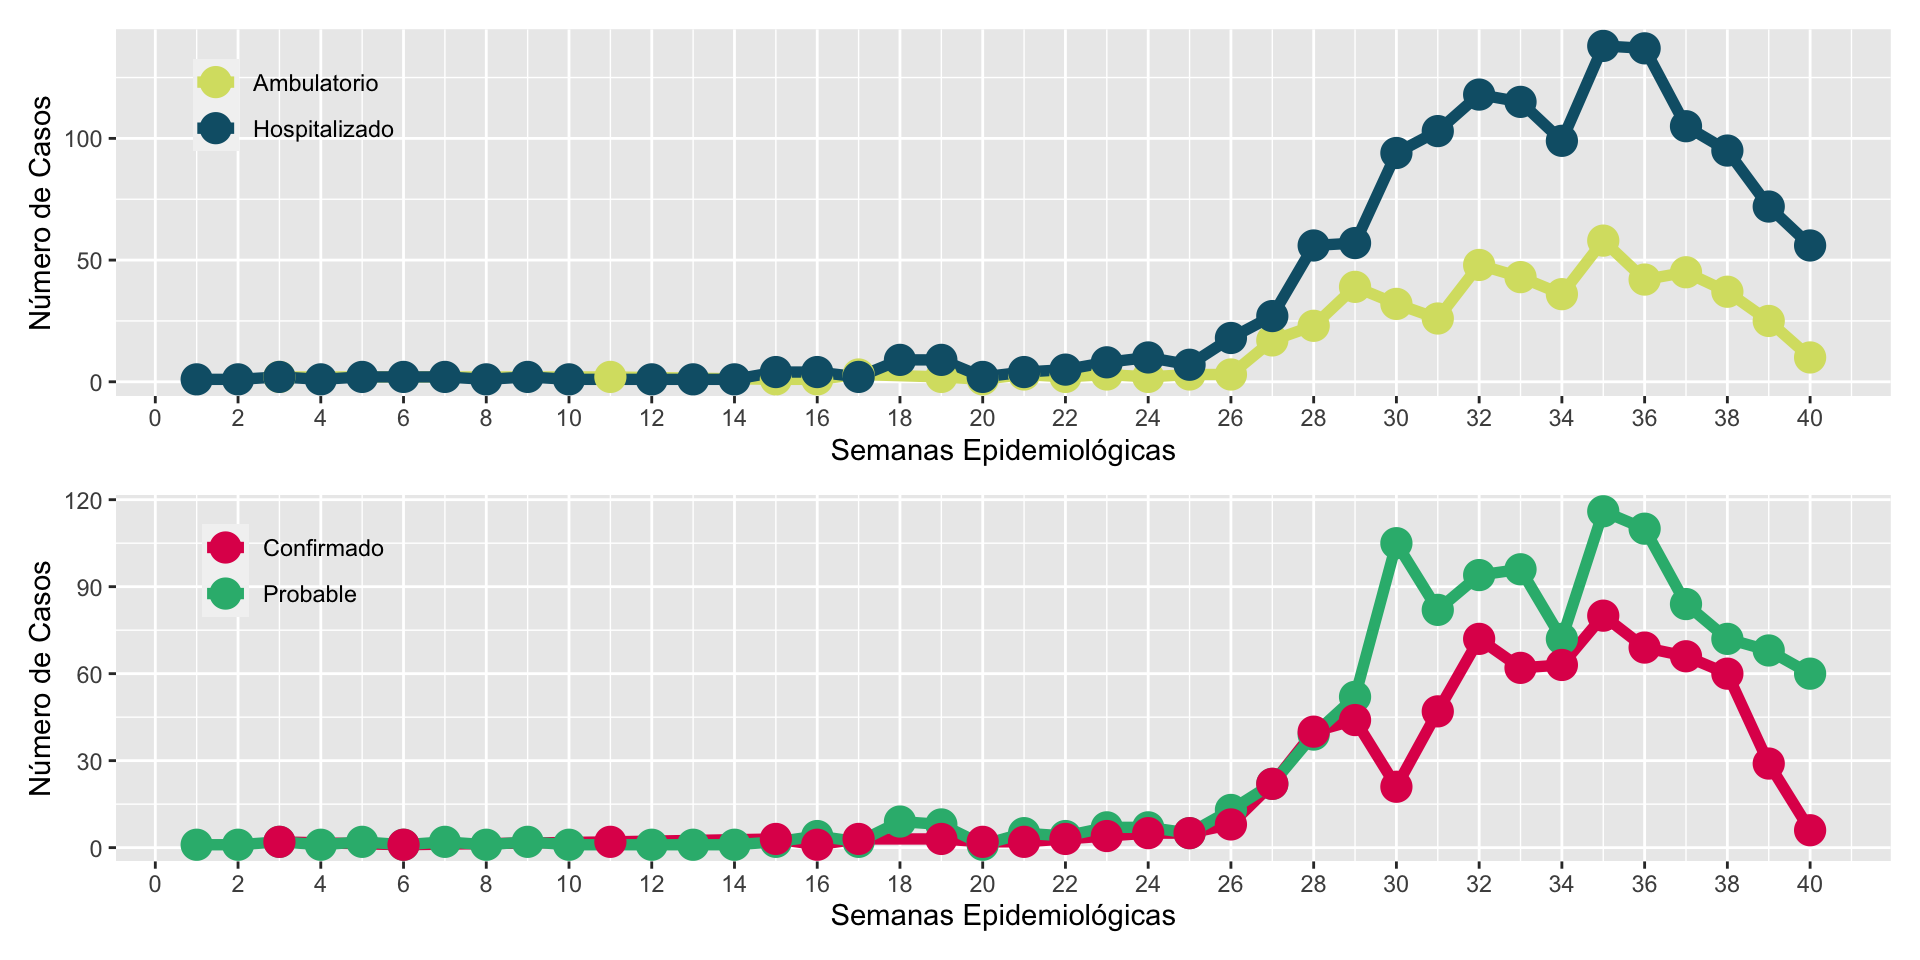 Número de Casos
Ambulatorio
Hospitalizado
100
50
0
0 2 4 6 8 10 12 14 16 18 20 22 24 26 28 30 32 34 36 38 40
Semanas Epidemiológicas
Número de Casos
Confirmado
Probable
120
90
60
30
0
0 2 4 6 8 10 12 14 16 18 20 22 24 26 28 30 32 34 36 38 40
Semanas Epidemiológicas